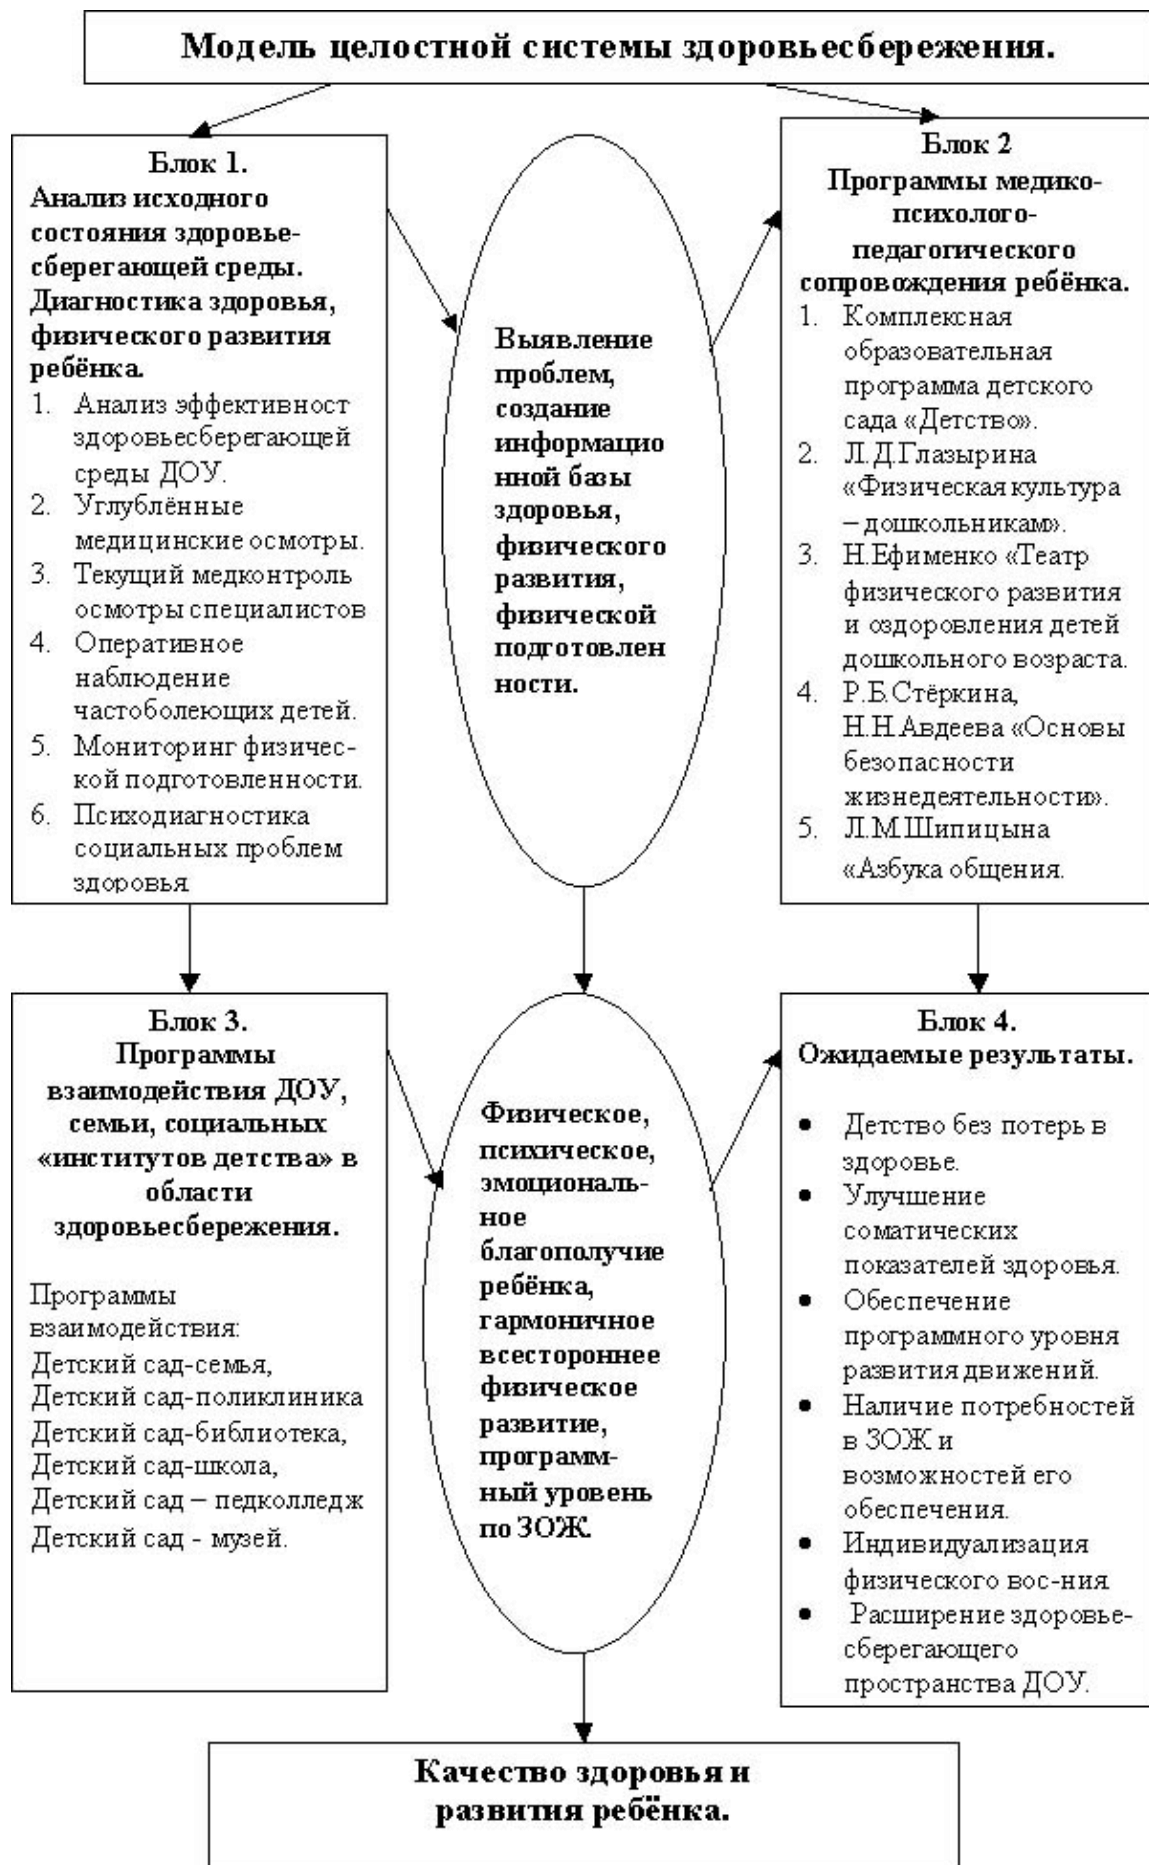 Модель целостной системы здоровьесбережения.
Блок 1.
Анализ исходного
состояния здоровье-
сберегающей среды.
Диагностика здоровья,
физического развития
ребёнка.
1. Анализ эффективност
здоровьесберегающей
среды ДОУ.
2. Углублённые
медицинские осмотры.
3. Текущий медконтроль
осмотры специалистов
4. Оперативное
наблюдение
частоболеющих детей.
5. Мониторинг физичес-
кой подготовленности.
6. Психодиагностика
социальных проблем
здоровья
Выявление
проблем,
создание
информацио
нной базы
здоровья,
физического
развития,
физической
подготовлен
ности.
Блок 2
Программы медико-
психолого-
педагогического
сопровождения ребёнка.
1. Комплексная
образовательная
программа детского
сада «Детство».
2. Л.Д.Глазырина
«Физическая культура
– дошкольникам».
3. Н.Ефименко «Театр
физического развития
и оздоровления детей
дошкольного возраста.
4. Р.Б.Стёркина,
Н.Н.Авдеева «Основы
безопасности
жизнедеятельности».
5. Л.М.Шипицына
«Азбука общения.
Блок 3.
Программы
взаимодействия ДОУ,
семьи, социальных
«институтов детства» в
области
здоровьесбережения.
Программы
взаимодействия:
Детский сад-семья,
Детский сад-поликлиника
Детский сад-библиотека,
Детский сад-школа,
Детский сад – педколледж
Детский сад - музей.
Физическое,
психическое,
эмоциональ-
ное
благополучие
ребёнка,
гармоничное
всестороннее
физическое
развитие,
программ-
ный уровень
по ЗОЖ.
Блок 4.
Ожидаемые результаты.
• Детство без потерь в
здоровье.
• Улучшение
соматических
показателей здоровья.
• Обеспечение
программного уровня
развития движений.
• Наличие потребностей
в ЗОЖ и
возможностей его
обеспечения.
• Индивидуализация
физического вос-ния
• Расширение здоровье-
сберегающего
пространства ДОУ.
Качество здоровья и
развития ребёнка.